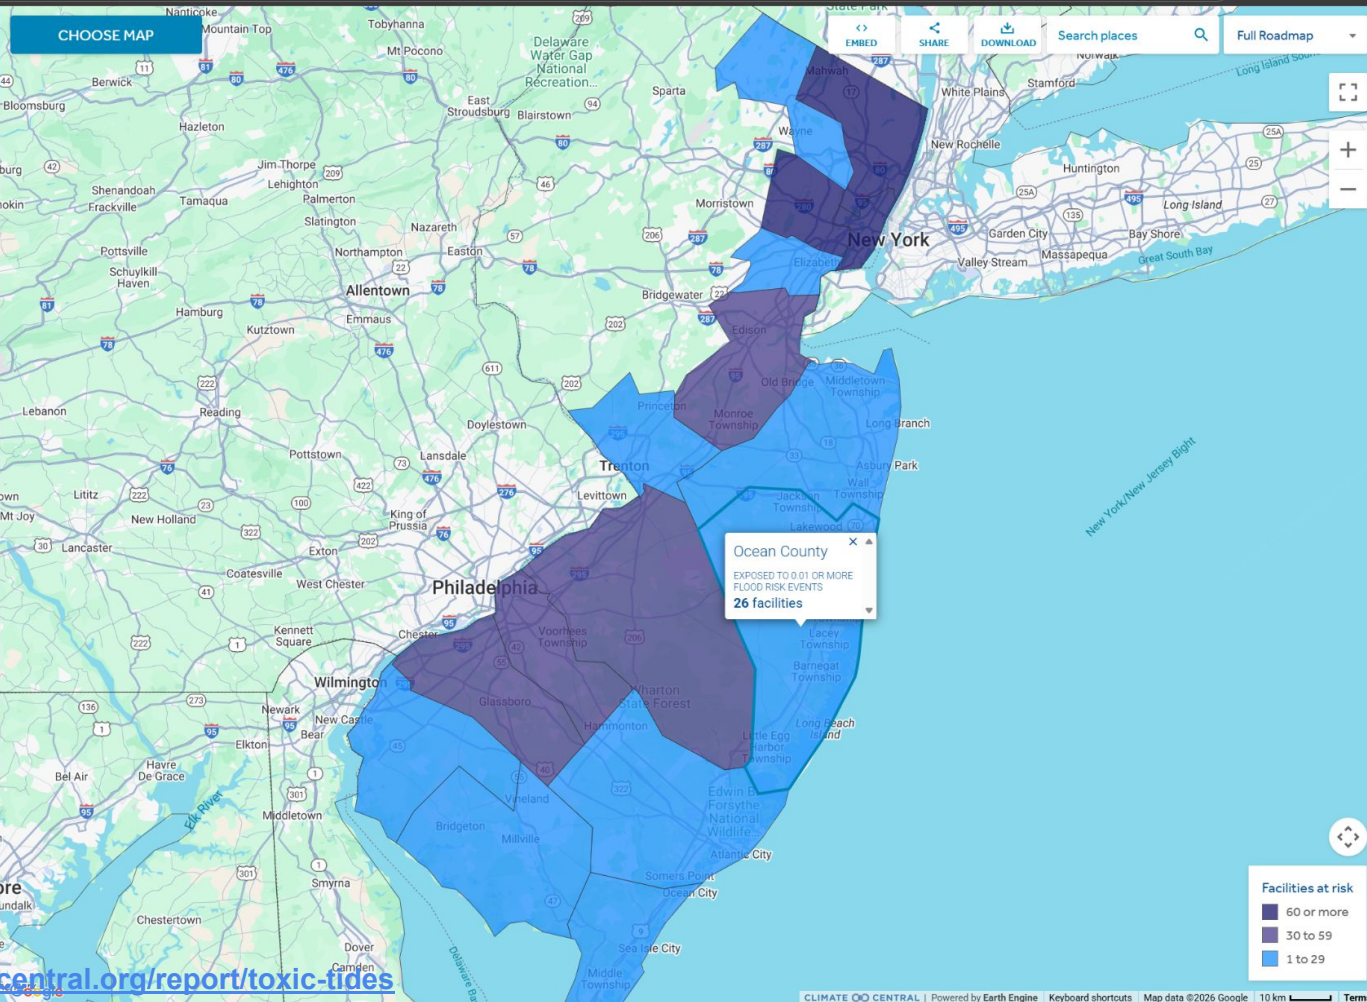 CHOOSE MAP
EMBED
SHARE
DOWNLOAD
Search places
Full Roadmap
Nanticoke
Mountain Top
Tobyhanna
Mt Pocono
Delaware
Water Gap
National
Recreation...
Berwick
Bloomsburg
East
Stroudsburg
Blairstown
Sparta
Mahwah
White Plains
Stamford
Norwalk
Hazleton
Wayne
New Rochelle
Huntington
Jim Thorpe
Lehighton
Palmerton
Shenandoah
Frackville
Tamaqua
Slatington
Nazareth
Morristown
Long Island
New York
Garden City
Bay Shore
Pottsville
Northampton
Easton
Elizabeth
Valley Stream
Massapequa
Great South Bay
Schuylkill
Haven
Allentown
Bridgewater
Hamburg
Emmaus
Kutztown
Edison
Old Bridge
Middletown
Township
Lebanon
Reading
Doylestown
Princeton
Monroe
Township
Long Branch
Pottstown
Lansdale
Trenton
Asbury Park
Wall
Township
Lititz
Mt Joy
New Holland
King of
Prussia
Levittown
Jackson
Township
Lakewood
New York/New Jersey Bight
Lancaster
Exton
Coatesville
West Chester
Philadelphia
Ocean County
EXPOSED TO 0.01 OR MORE
FLOOD RISK EVENTS
26 facilities
Kennett
Square
Chester
Voorhees
Township
Lacey
Township
Barnegat
Township
Wilmington
Glassboro
Wharton
State Forest
Newark
New Castle
Bear
Hammonton
Long Beach
Island
Elkton
Little Egg
Harbor
Township
Bel Air
Havre
De Grace
Elk River
Middletown
Vineland
Edwin B
Forsythe
National
Wildlife...
Bridgeton
Millville
Atlantic City
Smyrna
Somers Point
Ocean City
Chestertown
Dover
Camden
Sea Isle City
Middle
Township
Facilities at risk
60 or more
30 to 59
1 to 29
central.org/report/toxic-tides
CLIMATE CENTRAL | Powered by Earth Engine Keyboard shortcuts Map data ©2026 Google 10 km